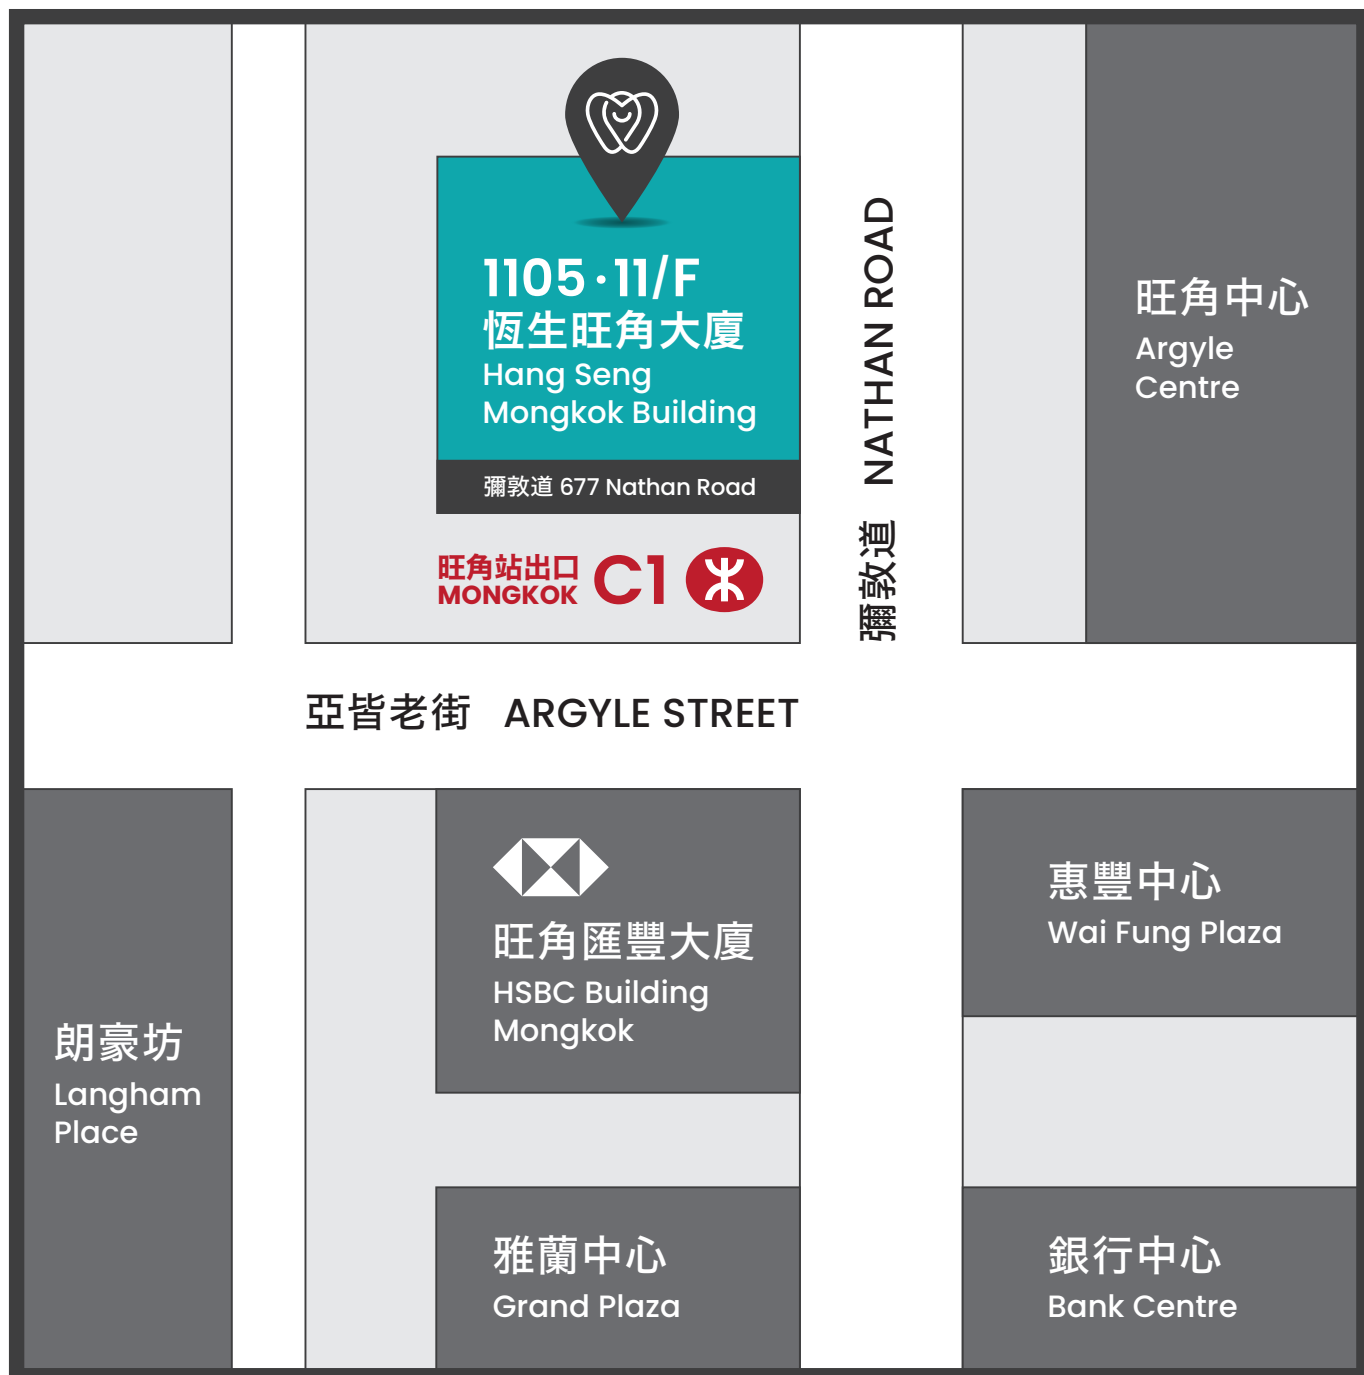 1105·11/F
恆生旺角大廈
Hang Seng
Mongkok Building
彌敦道 677 Nathan Road
旺角站出口
MONGKOK
C1
彌敦道 NATHAN ROAD
旺角中心
Argyle
Centre
亞皆老街 ARGYLE STREET
朗豪坊
Langham
Place
旺角匯豐大廈
HSBC Building
Mongkok
惠豐中心
Wai Fung Plaza
雅蘭中心
Grand Plaza
銀行中心
Bank Centre